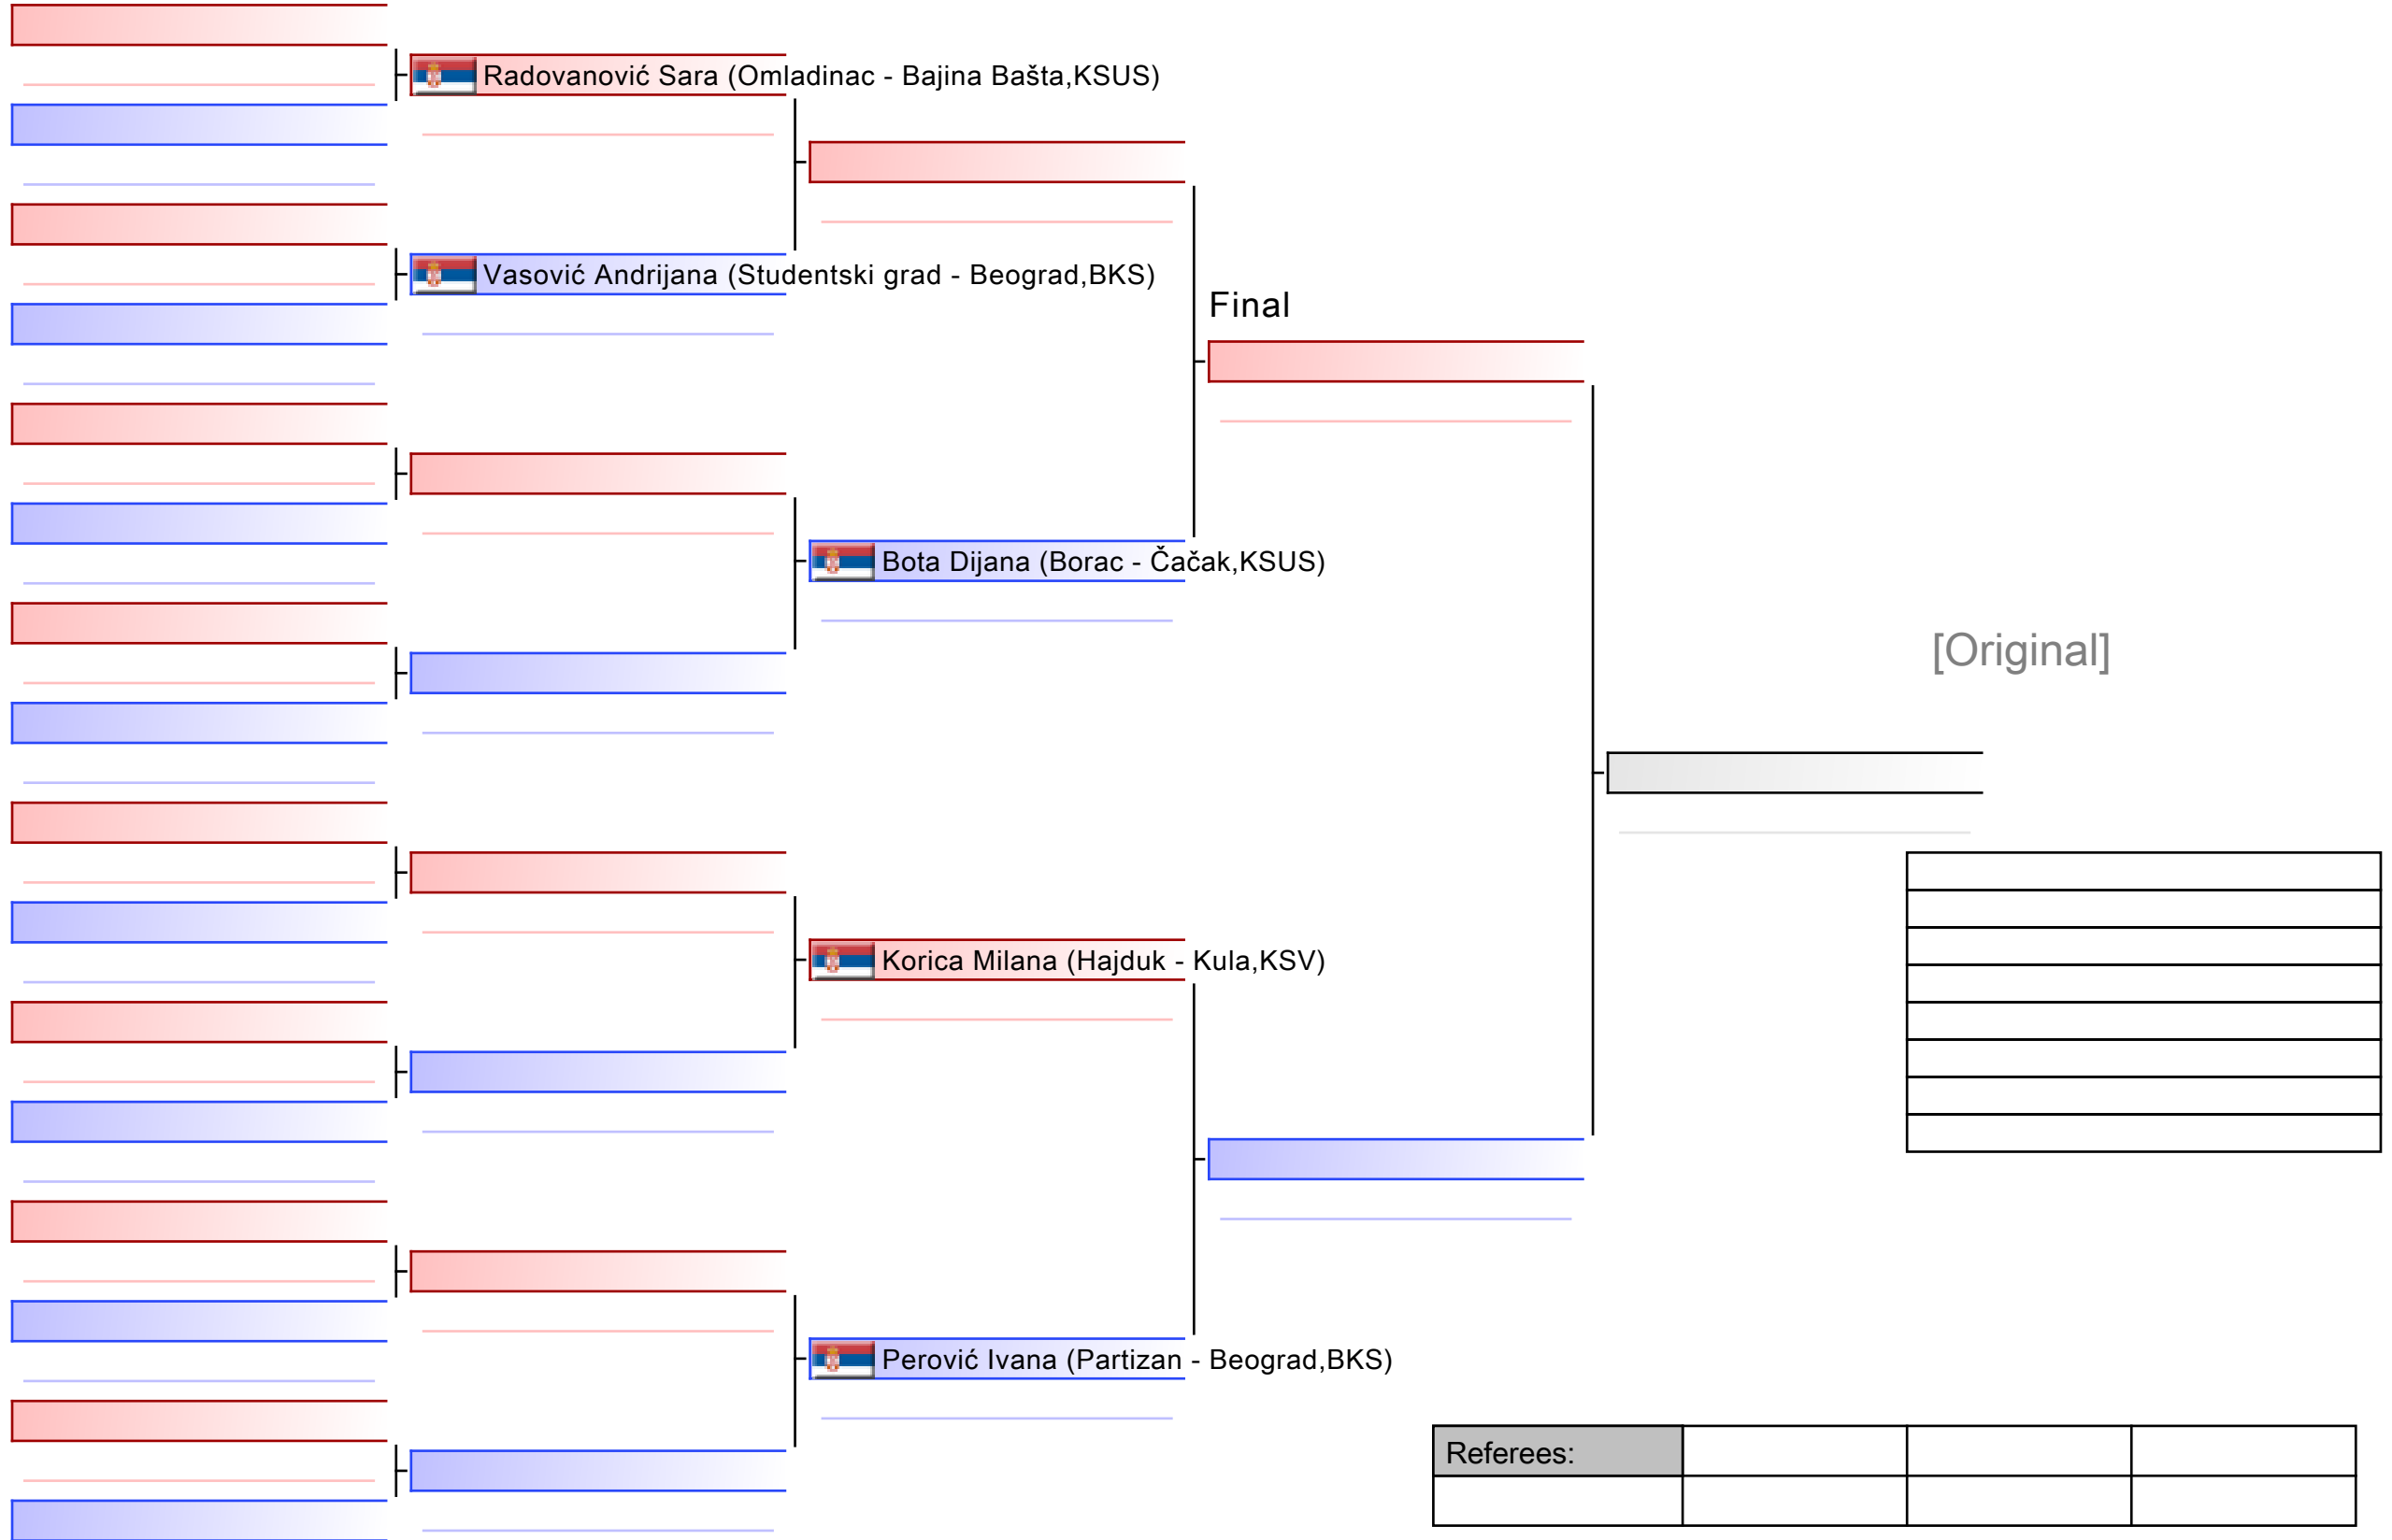 Radovanović Sara (Omladinac - Bajina Bašta,KSUS)
Vasović Andrijana (Studentski grad - Beograd,BKS)
Final
Bota Dijana (Borac - Čačak,KSUS)
[Original]
Korica Milana (Hajduk - Kula,KSV)
Perović Ivana (Partizan - Beograd,BKS)
Referees: